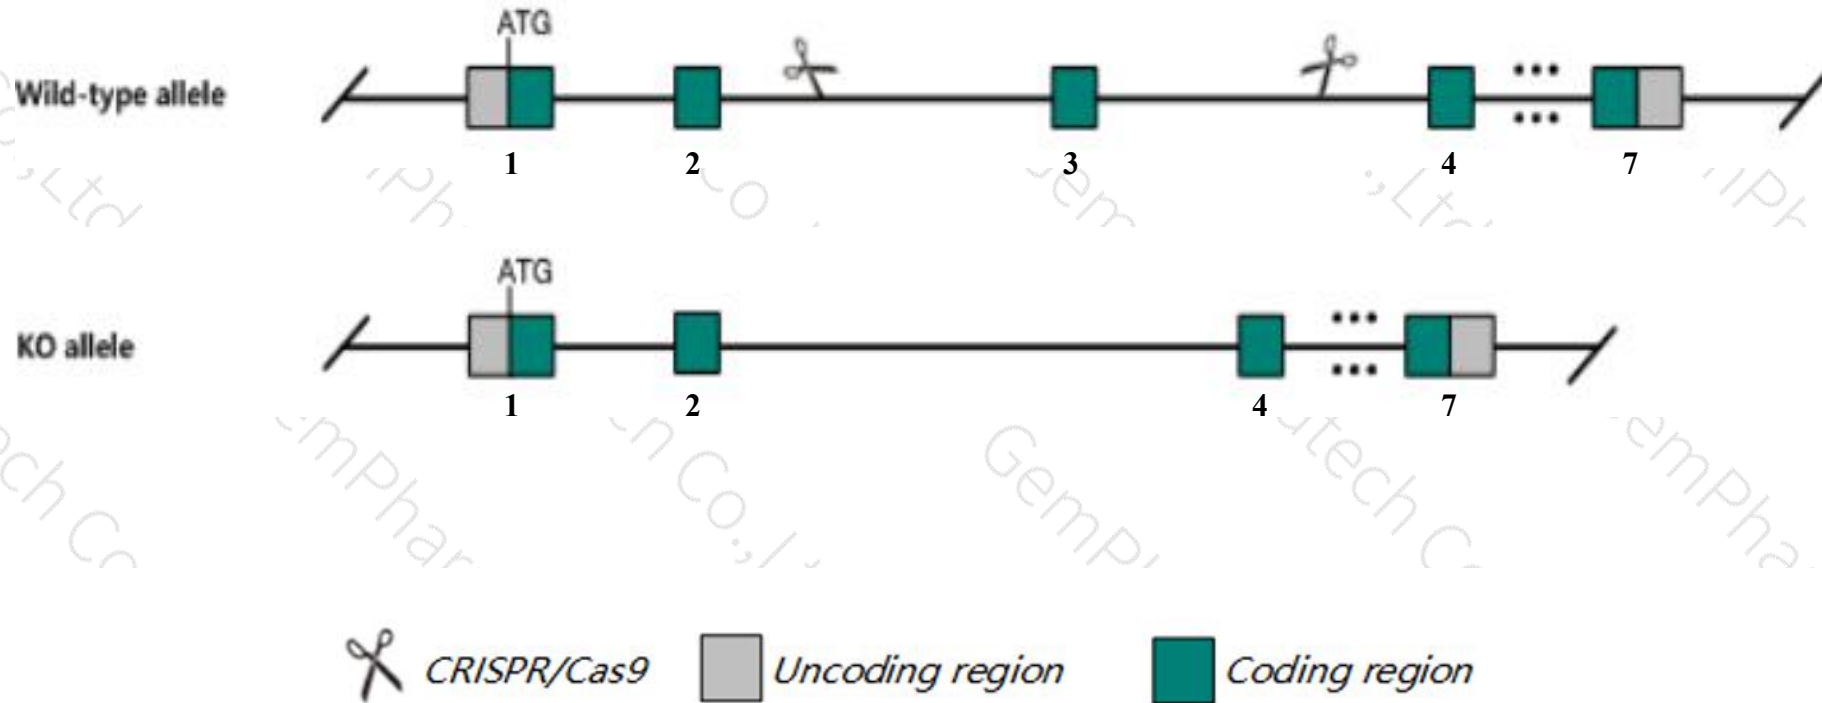 ATG
Wild-type allele
1 2 3 4 7
ATG
KO allele
1 2 4 7
CRISPR/Cas9 Uncoding region Coding region
GemPl